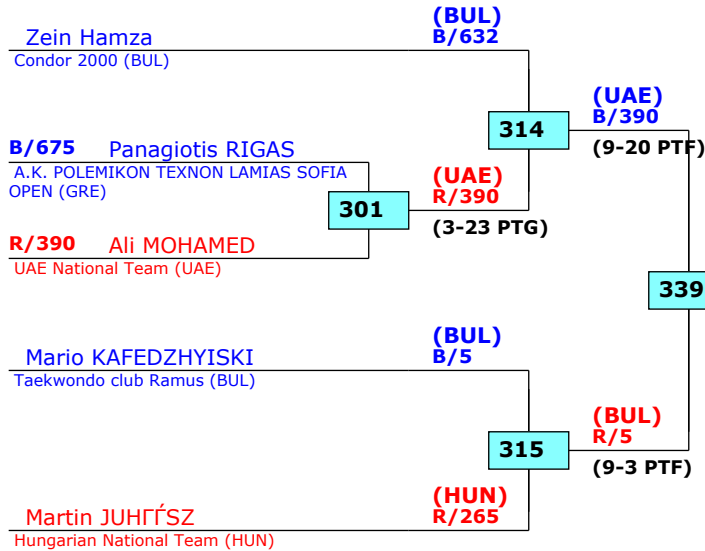 (BUL)
Zein Hamza
B/632
Condor 2000 (BUL)
(UAE)
B/390
314
(9-20 PTF)
B/675 Panagiotis RIGAS
A.K. POLEMIKON TEXNON LAMIAS SOFIA
OPEN (GRE)
(UAE)
R/390
301
(3-23 PTG)
R/390 Ali MOHAMED
UAE National Team (UAE)
339
(BUL)
Mario KAFEDZHYISKI
B/5
Taekwondo club Ramus (BUL)
(BUL)
R/5
315
(9-3 PTF)
(HUN)
Martin JUHГЃSZ
R/265
Hungarian National Team (HUN)